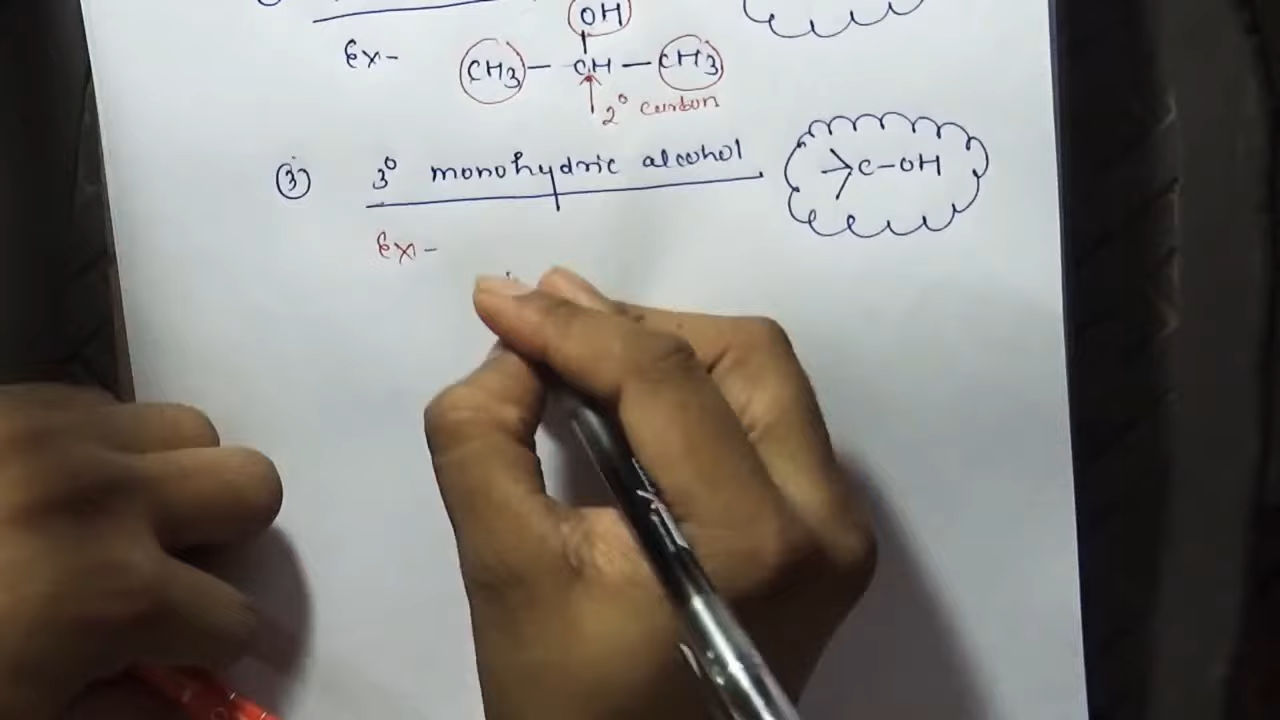 OH
Ex- CH3 - CH - CH3
2° carbon
③ 3° monohydric alcohol >C-OH
Ex-